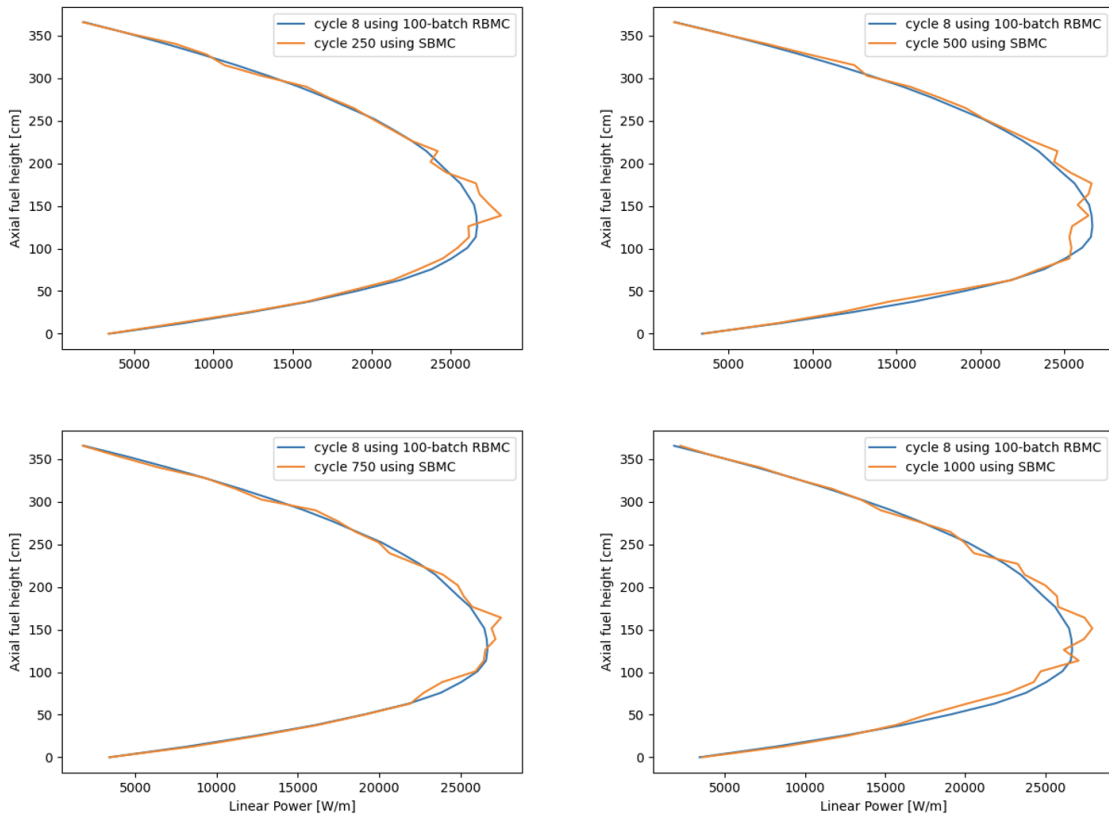 cycle 8 using 100-batch RBMC
cycle 250 using SBMC
Axial fuel height [cm]
350
300
250
200
150
100
50
0
5000 10000 15000 20000 25000
cycle 8 using 100-batch RBMC
cycle 500 using SBMC
Axial fuel height [cm]
350
300
250
200
150
100
50
0
5000 10000 15000 20000 25000
cycle 8 using 100-batch RBMC
cycle 750 using SBMC
Axial fuel height [cm]
350
300
250
200
150
100
50
0
5000 10000 15000 20000 25000
Linear Power [W/m]
cycle 8 using 100-batch RBMC
cycle 1000 using SBMC
Axial fuel height [cm]
350
300
250
200
150
100
50
0
5000 10000 15000 20000 25000
Linear Power [W/m]